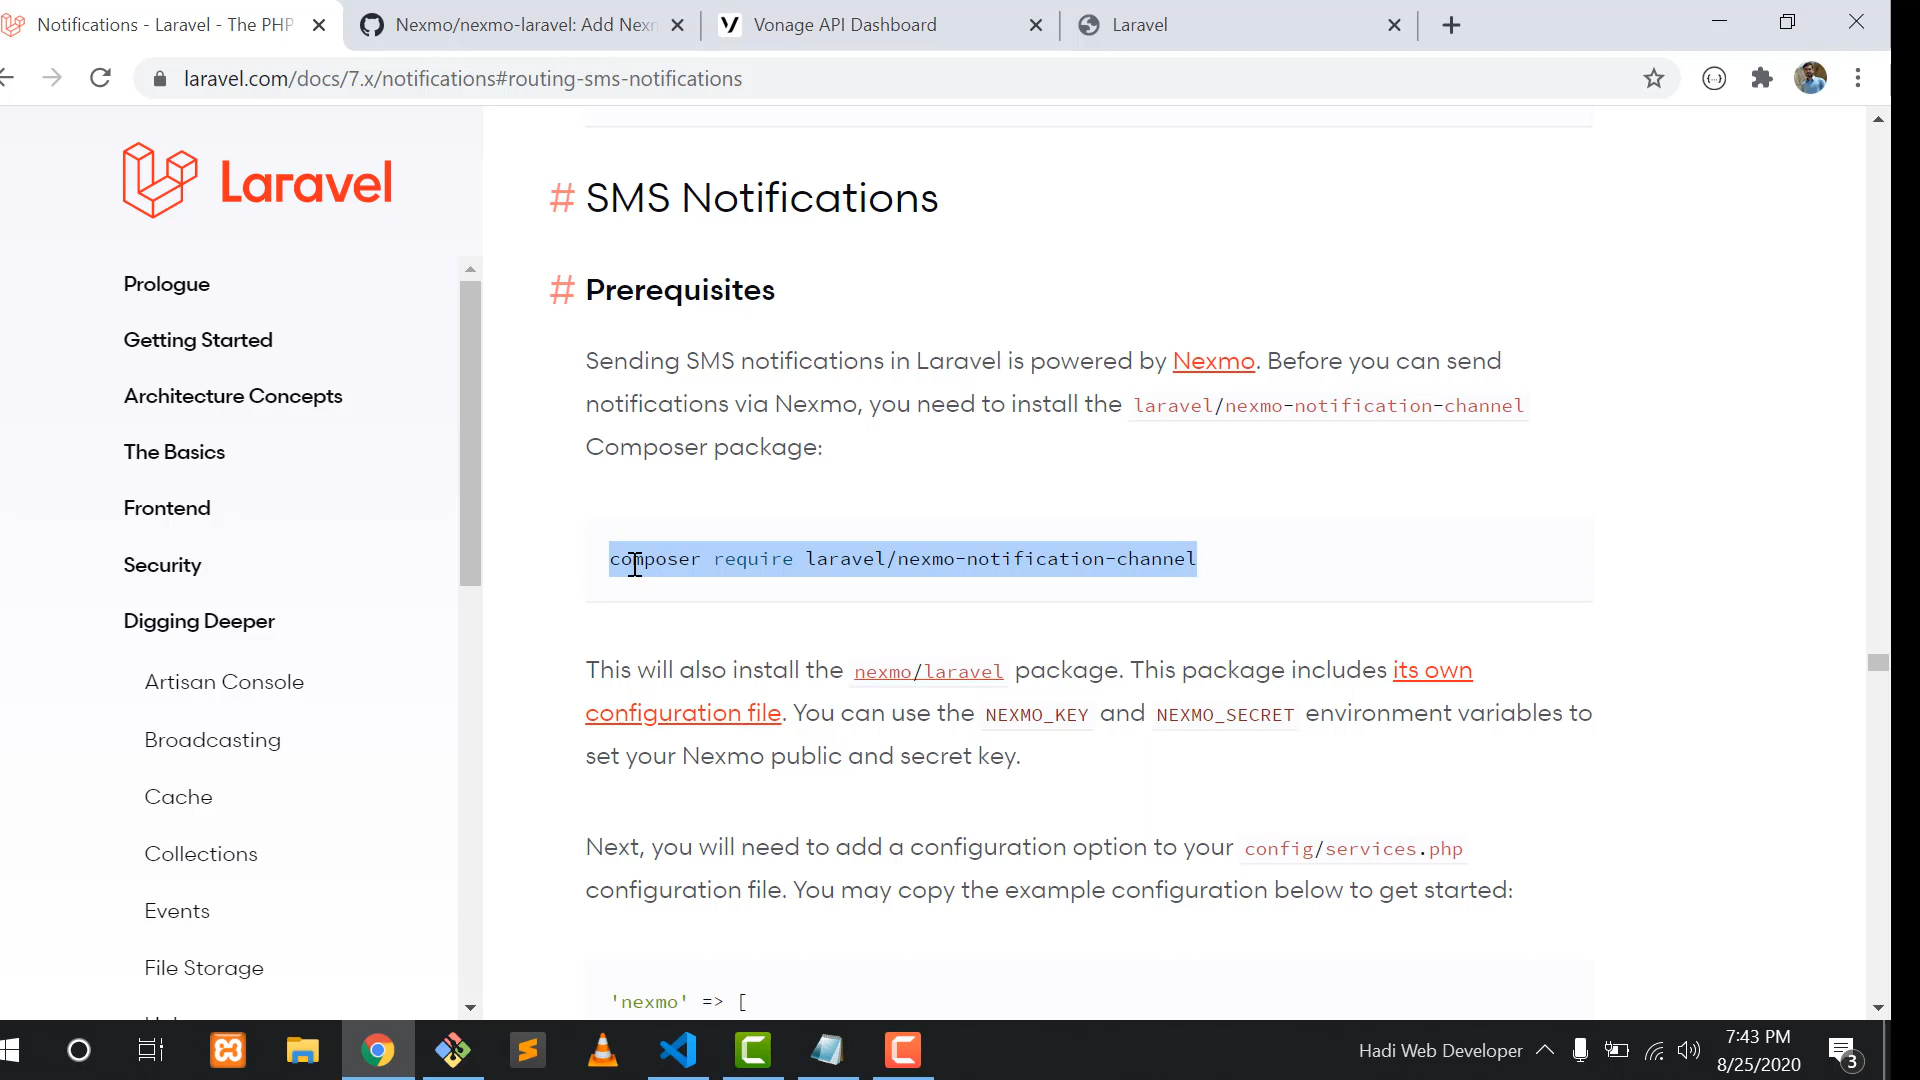 Notifications - Laravel - The PHP
Nexmo/nexmo-laravel: Add Nexm
Vonage API Dashboard
Laravel
laravel.com/docs/7.x/notifications#routing-sms-notifications
Laravel
Prologue
Getting Started
Architecture Concepts
The Basics
Frontend
Security
Digging Deeper
Artisan Console
Broadcasting
Cache
Collections
Events
File Storage
# SMS Notifications
# Prerequisites
Sending SMS notifications in Laravel is powered by Nexmo. Before you can send
notifications via Nexmo, you need to install the laravel/nexmo-notification-channel
Composer package:
composer require laravel/nexmo-notification-channel
This will also install the nexmo/laravel package. This package includes its own
configuration file. You can use the NEXMO_KEY and NEXMO_SECRET environment variables to
set your Nexmo public and secret key.
Next, you will need to add a configuration option to your config/services.php
configuration file. You may copy the example configuration below to get started:
'nexmo' => [
Hadi Web Developer
7:43 PM
8/25/2020
3